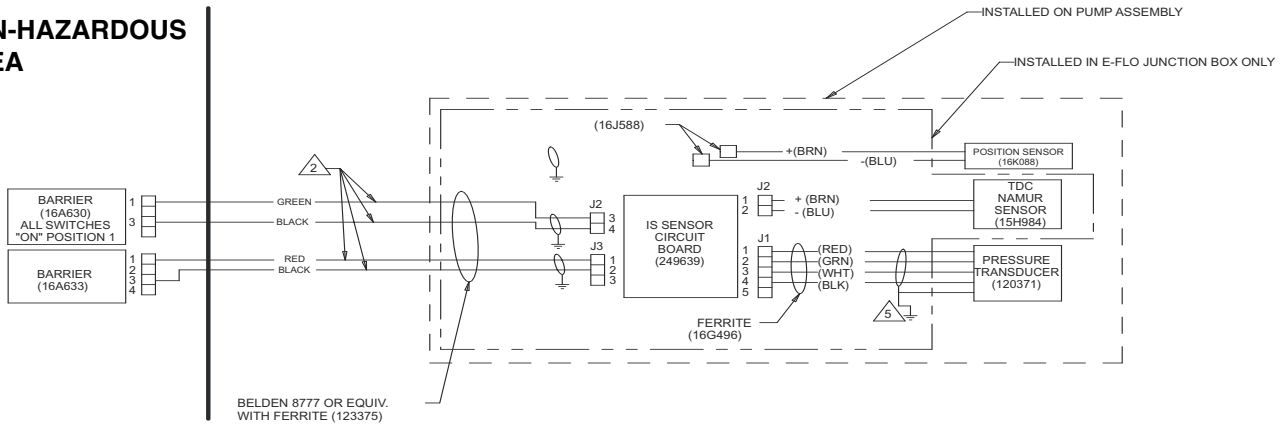 N-HAZARDOUS
EA
INSTALLED ON PUMP ASSEMBLY
INSTALLED IN E-FLO JUNCTION BOX ONLY
(16J588)
+(BRN)
-(BLU)
POSITION SENSOR
(16K088)
2
BARRIER
(16A630)
ALL SWITCHES
"ON" POSITION 1
1
3
GREEN
BLACK
J2
3
4
IS SENSOR
CIRCUIT
BOARD
(249639)
J2
1
2
+ (BRN)
- (BLU)
TDC
NAMUR
SENSOR
(15H984)
BARRIER
(16A633)
1
2
3
4
RED
BLACK
J3
1
2
3
J1
1
2
3
4
5
(RED)
(GRN)
(WHT)
(BLK)
PRESSURE
TRANSDUCER
(120371)
5
FERRITE
(16G496)
BELDEN 8777 OR EQUIV.
WITH FERRITE (123375)